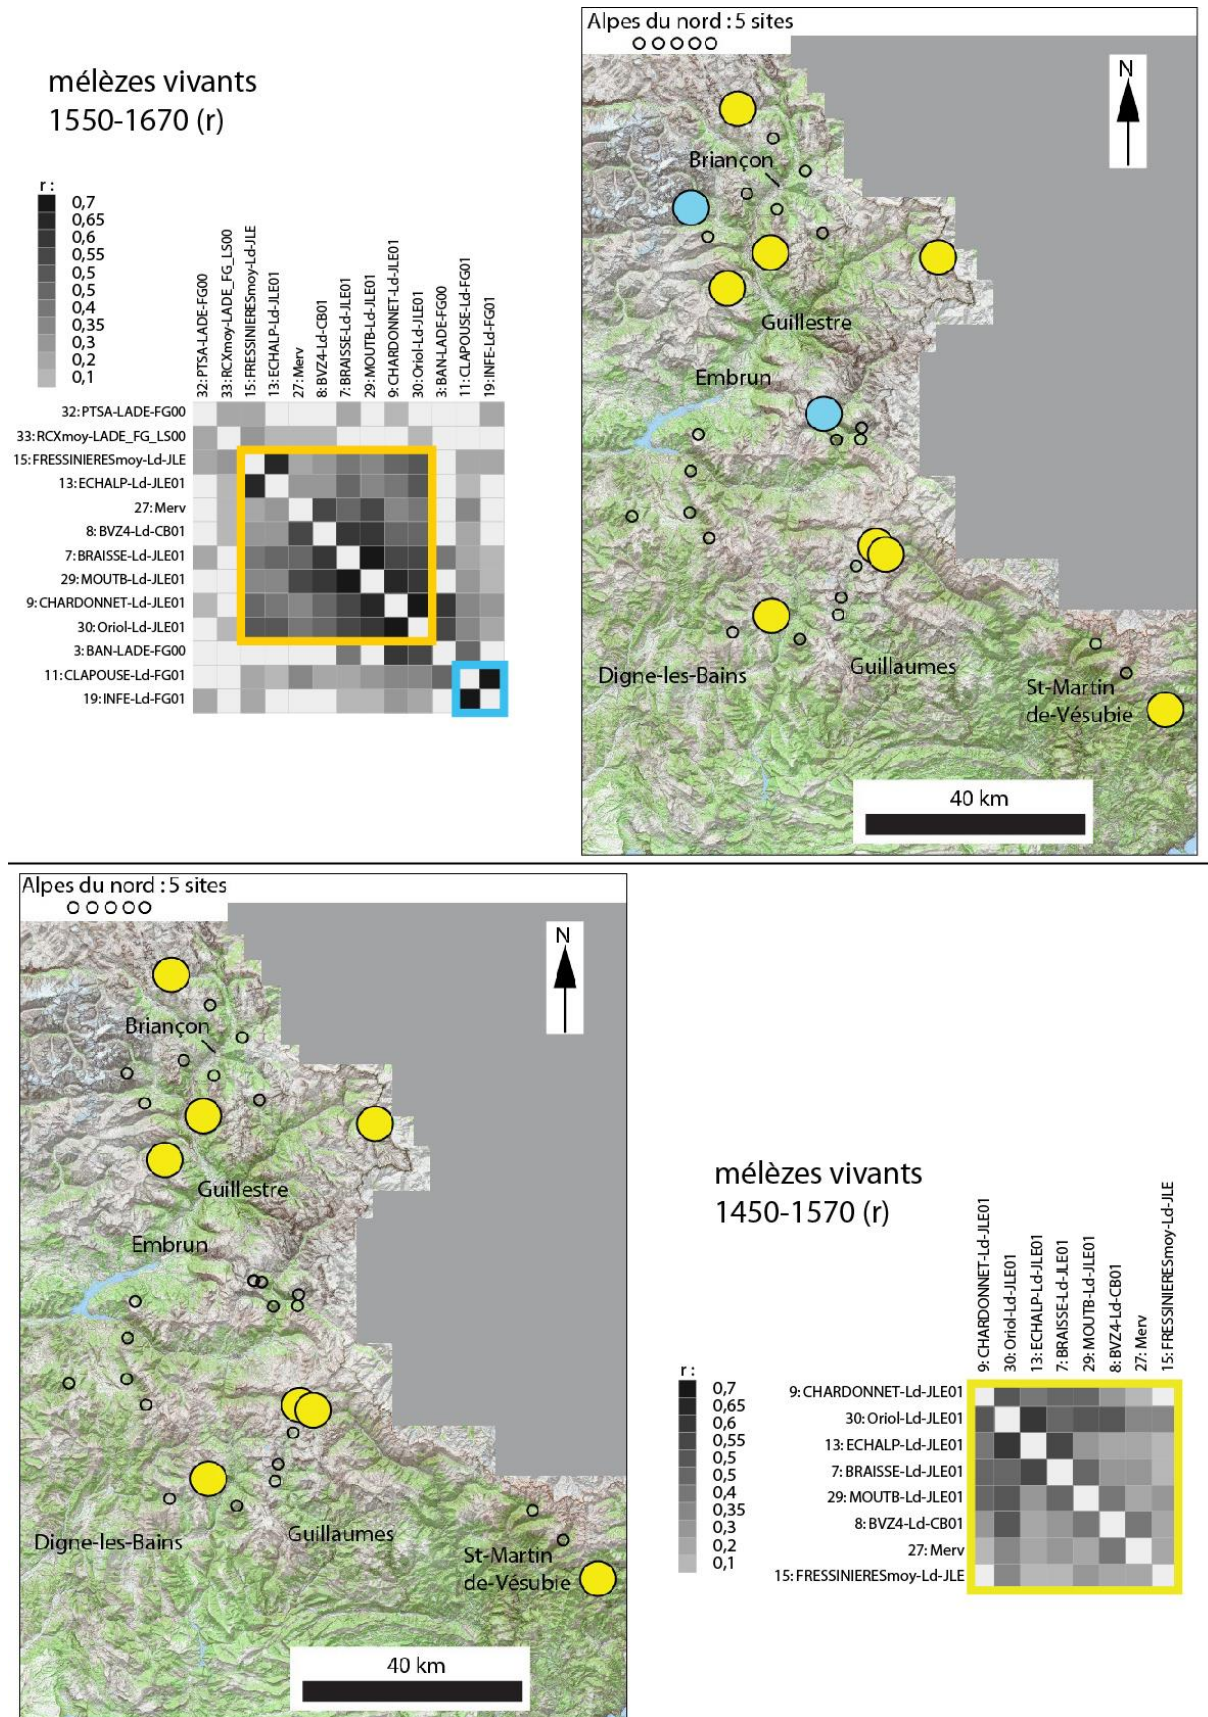 Alpes du nord : 5 sites
mélèzes vivants
1550-1670 (r)
r :
0,7
0,65
0,6
0,55
0,5
0,5
0,4
0,35
0,3
0,2
0,1
32: PTSA-LADE-FG00
33: RCXmoy-LADE_FG_LS00
15: FRESSINIERESmoy-Ld-JLE
13: ECHALP-Ld-JLE01
27: Merv
8: BVZ4-Ld-CB01
7: BRAISSE-Ld-JLE01
29: MOUTB-Ld-JLE01
9: CHARDONNET-Ld-JLE01
30: Oriol-Ld-JLE01
3: BAN-LADE-FG00
11: CLAPOUSE-Ld-FG01
19: INFE-Ld-FG01
32: PTSA-LADE-FG00
33: RCXmoy-LADE_FG_LS00
15: FRESSINIERESmoy-Ld-JLE
13: ECHALP-Ld-JLE01
27: Merv
8: BVZ4-Ld-CB01
7: BRAISSE-Ld-JLE01
29: MOUTB-Ld-JLE01
9: CHARDONNET-Ld-JLE01
30: Oriol-Ld-JLE01
3: BAN-LADE-FG00
11: CLAPOUSE-Ld-FG01
19: INFE-Ld-FG01
N
Briançon
Guillestre
Embrun
Digne-les-Bains
Guillaumes
St-Martin
de-Vésubie
40 km
Alpes du nord : 5 sites
N
Briançon
Guillestre
Embrun
Digne-les-Bains
Guillaumes
St-Martin
de-Vésubie
40 km
mélèzes vivants
1450-1570 (r)
r :
0,7
0,65
0,6
0,55
0,5
0,5
0,4
0,35
0,3
0,2
0,1
9: CHARDONNET-Ld-JLE01
30: Oriol-Ld-JLE01
13: ECHALP-Ld-JLE01
7: BRAISSE-Ld-JLE01
29: MOUTB-Ld-JLE01
8: BVZ4-Ld-CB01
27: Merv
15: FRESSINIERESmoy-Ld-JLE
9: CHARDONNET-Ld-JLE01
30: Oriol-Ld-JLE01
13: ECHALP-Ld-JLE01
7: BRAISSE-Ld-JLE01
29: MOUTB-Ld-JLE01
8: BVZ4-Ld-CB01
27: Merv
15: FRESSINIERESmoy-Ld-JLE